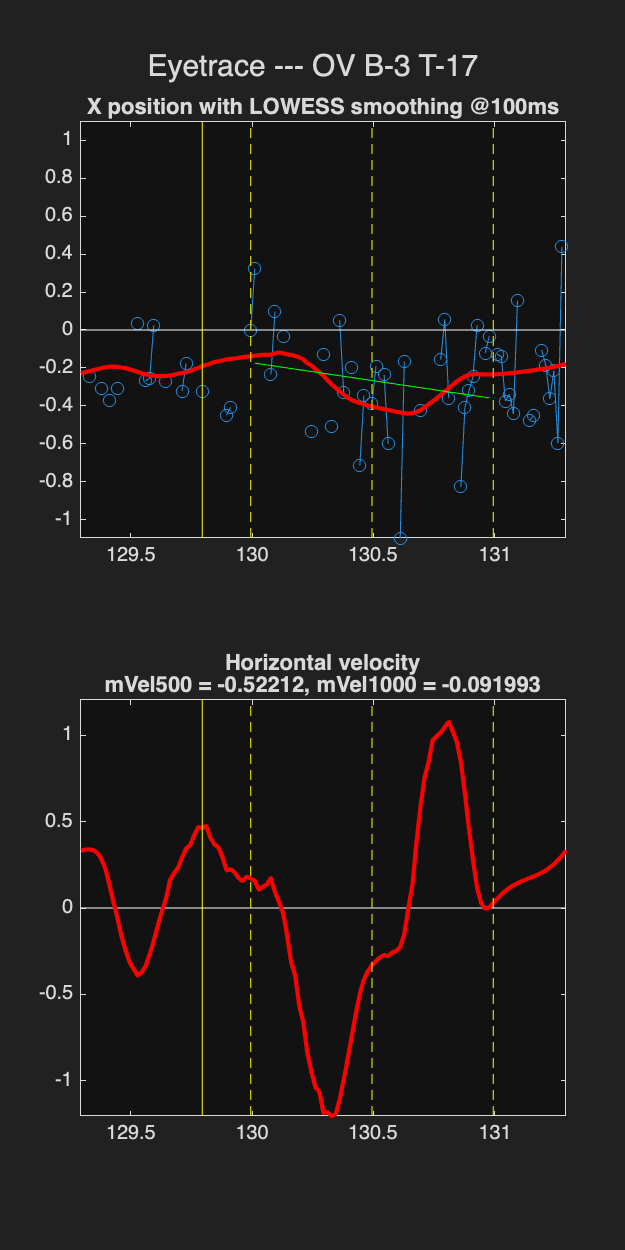 Eyetrace --- OV B-3 T-17
X position with LOWESS smoothing @100ms
1
0.8
0.6
0.4
0.2
0
-0.2
-0.4
-0.6
-0.8
-1
129.5 130 130.5 131
Horizontal velocity
mVel500 = -0.52212, mVel1000 = -0.091993
1
0.5
0
-0.5
-1
129.5 130 130.5 131